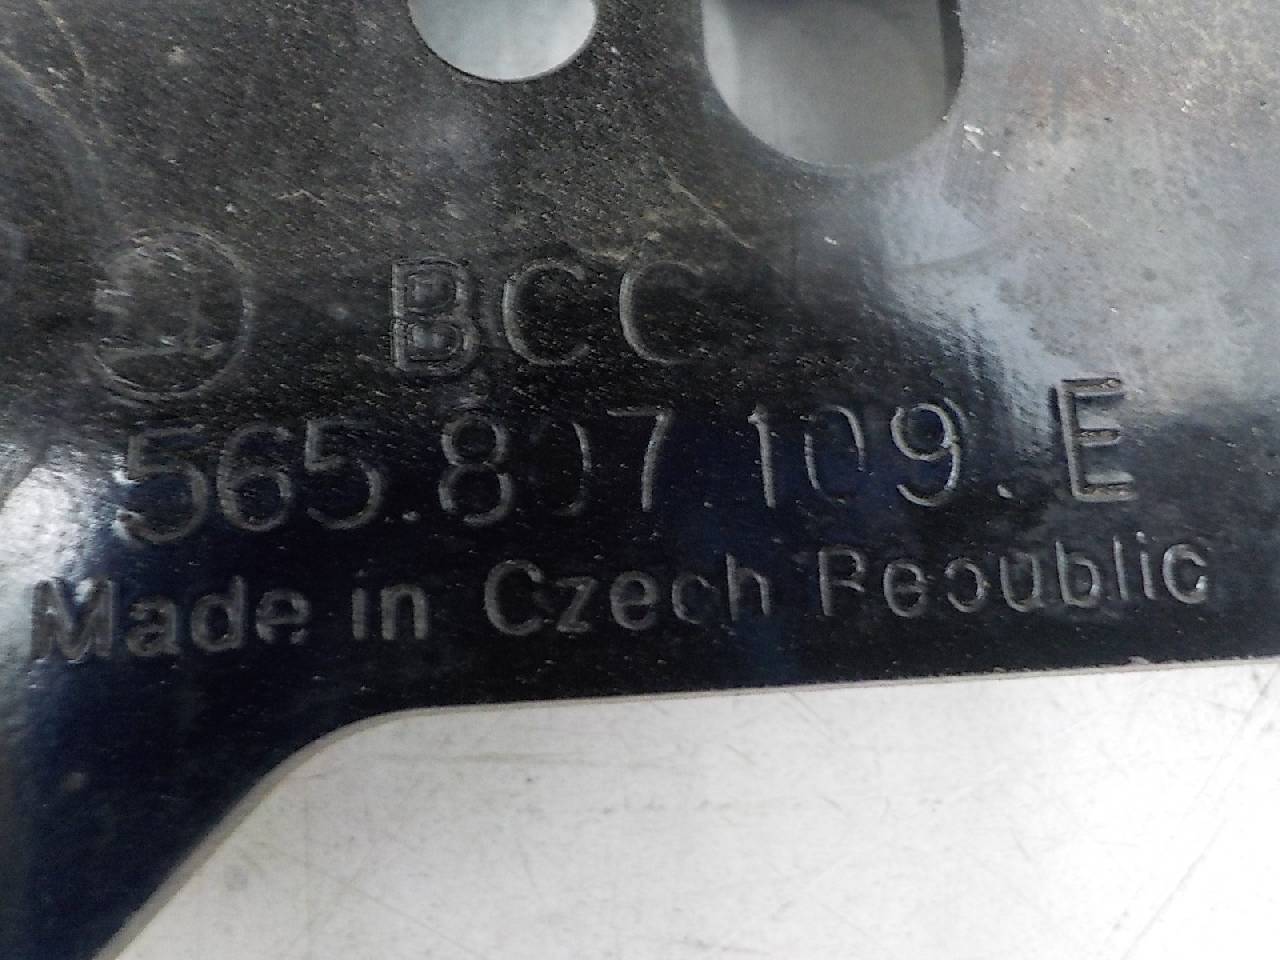 BCC
565.807.109.E
Made in Czech Republic